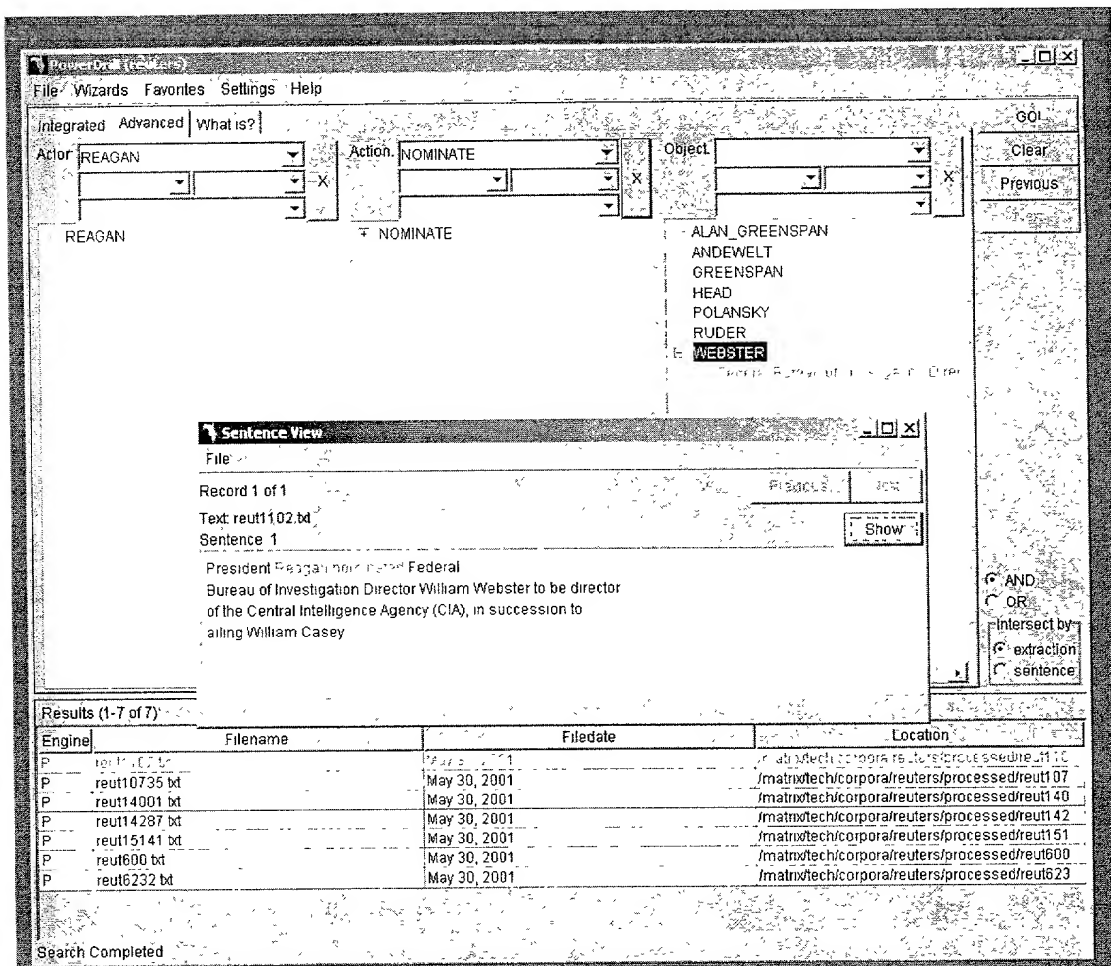 PowerDrill (reuters)
File Wizards Favorites Settings Help
Integrated Advanced What is?
GO!
Actor REAGAN
Action. NOMINATE
Object.
Clear
X
X
X
Previous
REAGAN
NOMINATE
ALAN_GREENSPAN
ANDEWELT
GREENSPAN
HEAD
POLANSKY
RUDER
WEBSTER
Sentence View
File
Record 1 of 1
Text: reut1102.txt
Show
Sentence 1
President Reagan nominated Federal
Bureau of Investigation Director William Webster to be director
of the Central Intelligence Agency (CIA), in succession to
ailing William Casey
AND
OR
Intersect by
extraction
sentence
Results (1-7 of 7)
Engine Filename Filedate Location
P
P reut10735 txt May 30, 2001 /matrix/tech/corpora/reuters/processed/reut107
P reut14001 txt May 30, 2001 /matrix/tech/corpora/reuters/processed/reut140
P reut14287 txt May 30, 2001 /matrix/tech/corpora/reuters/processed/reut142
P reut15141 txt May 30, 2001 /matrix/tech/corpora/reuters/processed/reut151
P reut600 txt May 30, 2001 /matrix/tech/corpora/reuters/processed/reut600
P reut6232 txt May 30, 2001 /matrix/tech/corpora/reuters/processed/reut623
Search Completed